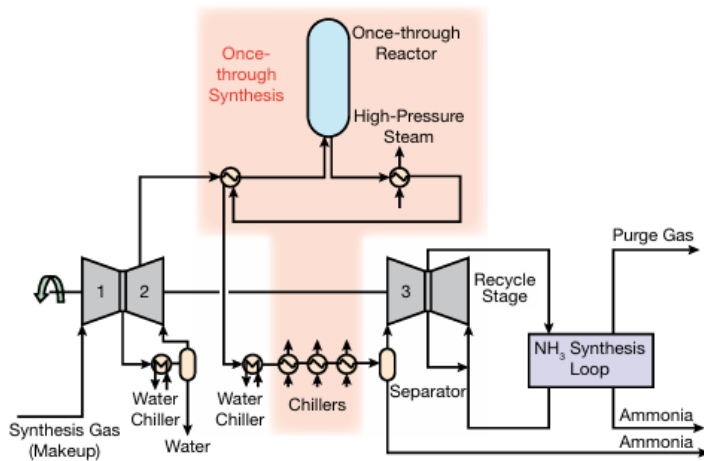 Once-
through
Synthesis
Once-through
Reactor
High-Pressure
Steam
Purge Gas
1
2
3
Recycle
Stage
NH₃ Synthesis
Loop
Water
Chiller
Water
Chiller
Chillers
Separator
Synthesis Gas
(Makeup)
Water
Ammonia
Ammonia